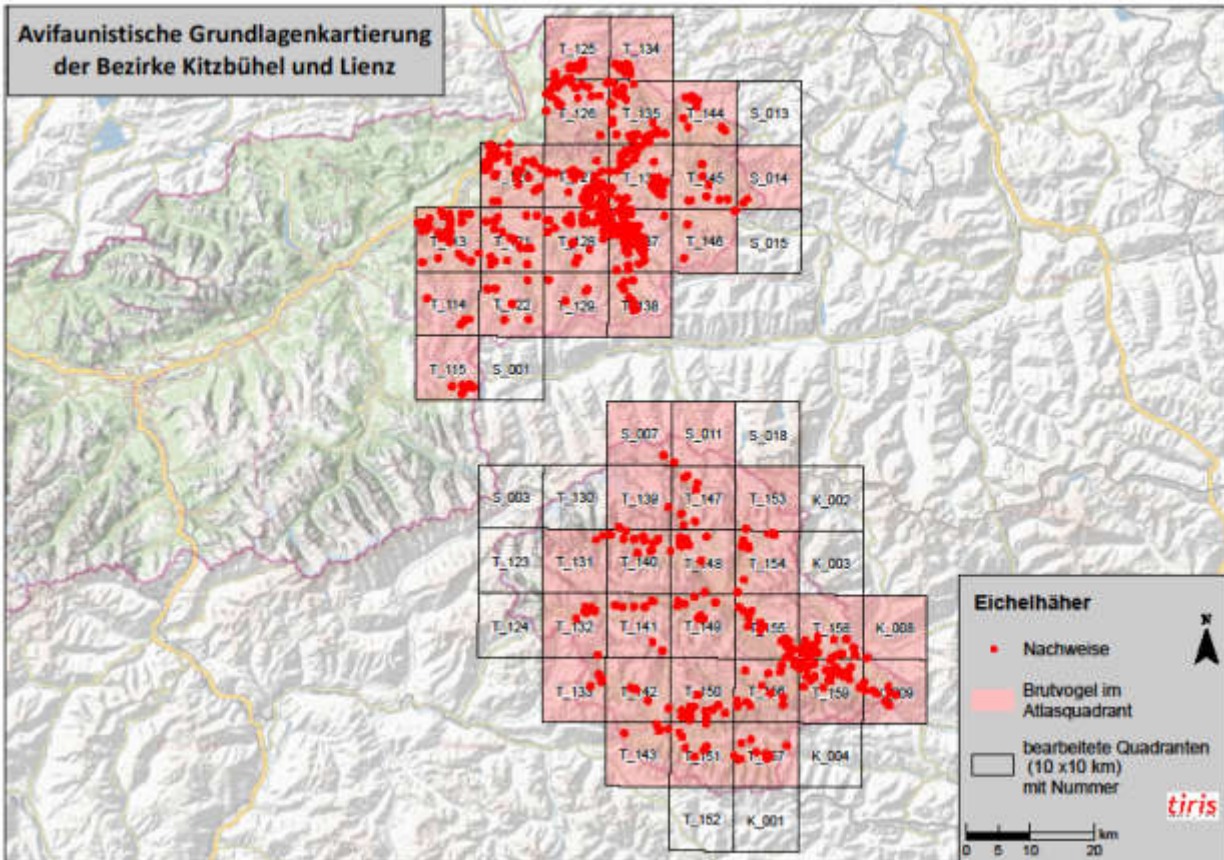 Avifaunistische Grundlagenkartierung
der Bezirke Kitzbühel und Lienz
T_125 T_134
T_126 T_135 T_144 S_013
T_145 S_014
T_128 T_146 S_015
T_114 T_122 T_129 T_138
T_115 S_001
S_007 S_011 S_018
S_003 T_130 T_139 T_147 T_153 K_002
T_123 T_131 T_140 T_148 T_154 K_003
T_124 T_132 T_141 T_149 T_155 T_158 K_008
T_133 T_142 T_150 T_159
T_143 T_151 K_004
T_152 K_001
Eichelhäher
N
Nachweise
Brutvogel im
Atlasquadrant
bearbeitete Quadranten
(10 x10 km)
mit Nummer
tiris
km
0 5 10 20